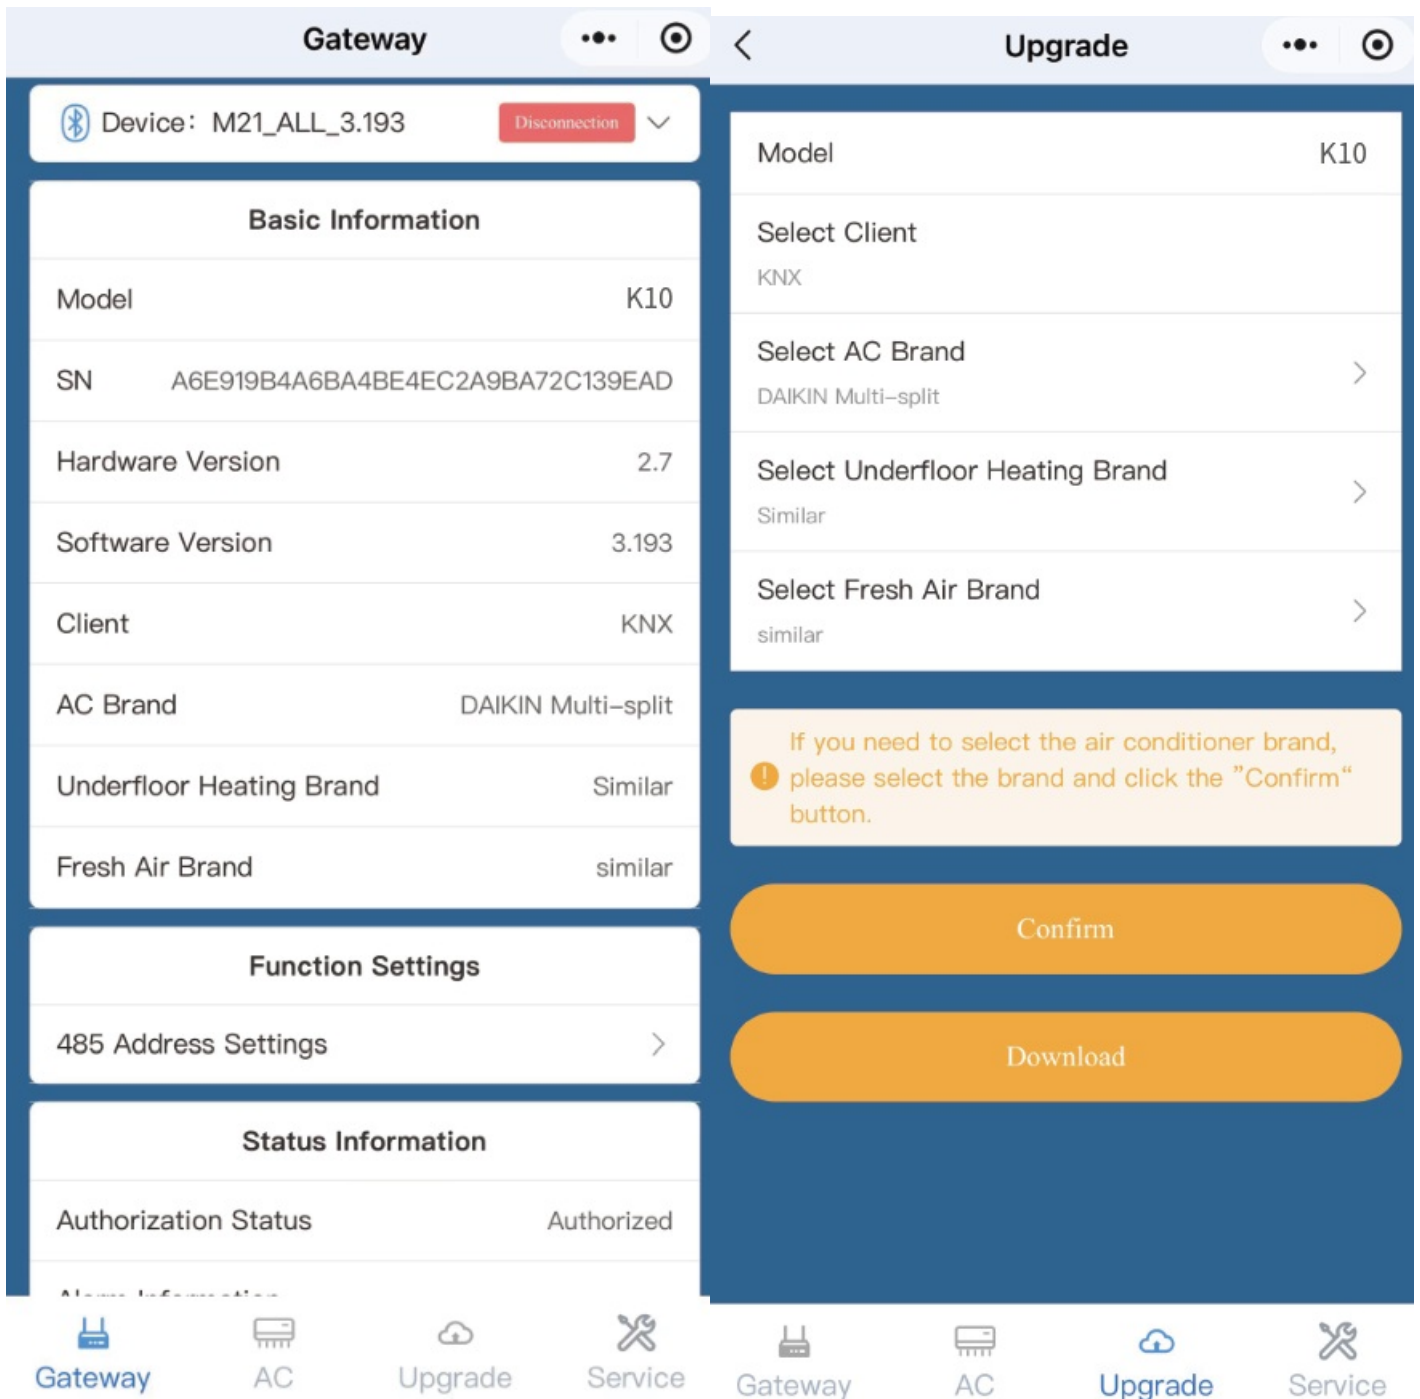 Gateway
Device: M21_ALL_3.193
Disconnection
Basic Information
Model
K10
SN
A6E919B4A6BA4BE4EC2A9BA72C139EAD
Hardware Version
2.7
Software Version
3.193
Client
KNX
AC Brand
DAIKIN Multi-split
Underfloor Heating Brand
Similar
Fresh Air Brand
similar
Function Settings
485 Address Settings
Status Information
Authorization Status
Authorized
Gateway
AC
Upgrade
Service
Upgrade
Model
K10
Select Client
KNX
Select AC Brand
DAIKIN Multi-split
Select Underfloor Heating Brand
Similar
Select Fresh Air Brand
similar
If you need to select the air conditioner brand,
please select the brand and click the ”Confirm“
button.
Confirm
Download
Gateway
AC
Upgrade
Service